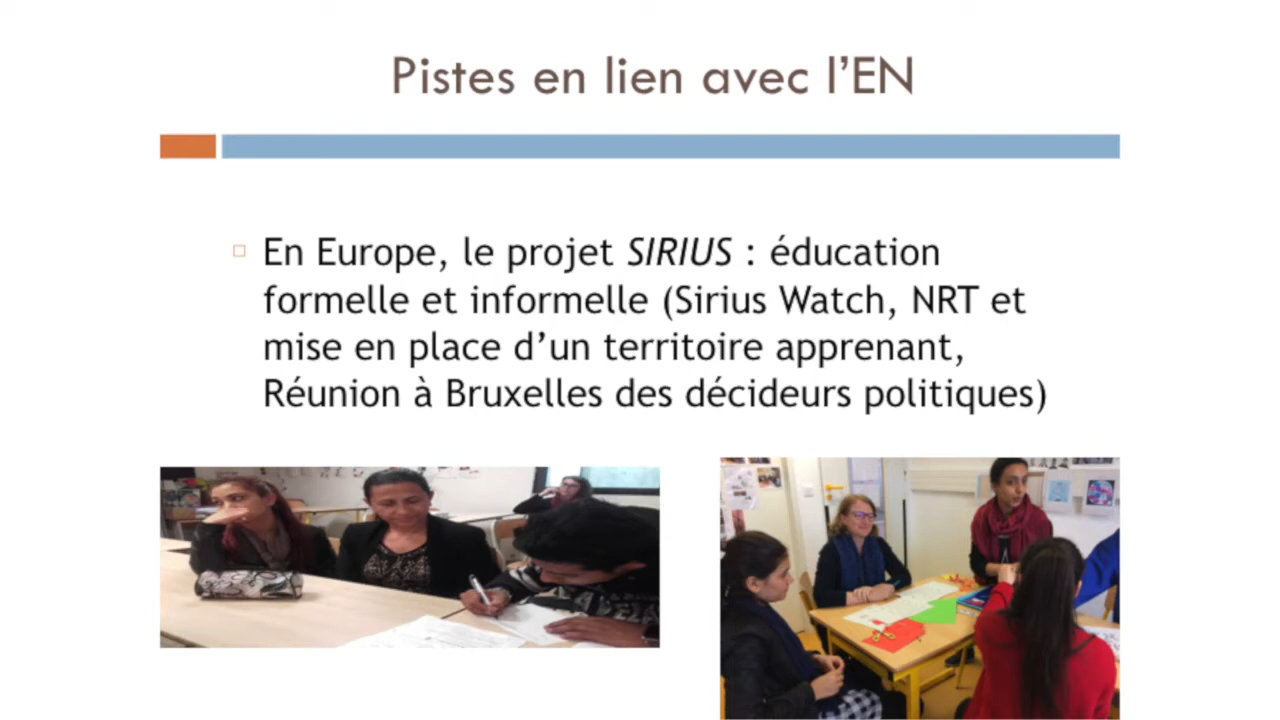 Pistes en lien avec l’EN
En Europe, le projet SIRIUS : éducation
formelle et informelle (Sirius Watch, NRT et
mise en place d’un territoire apprenant,
Réunion à Bruxelles des décideurs politiques)